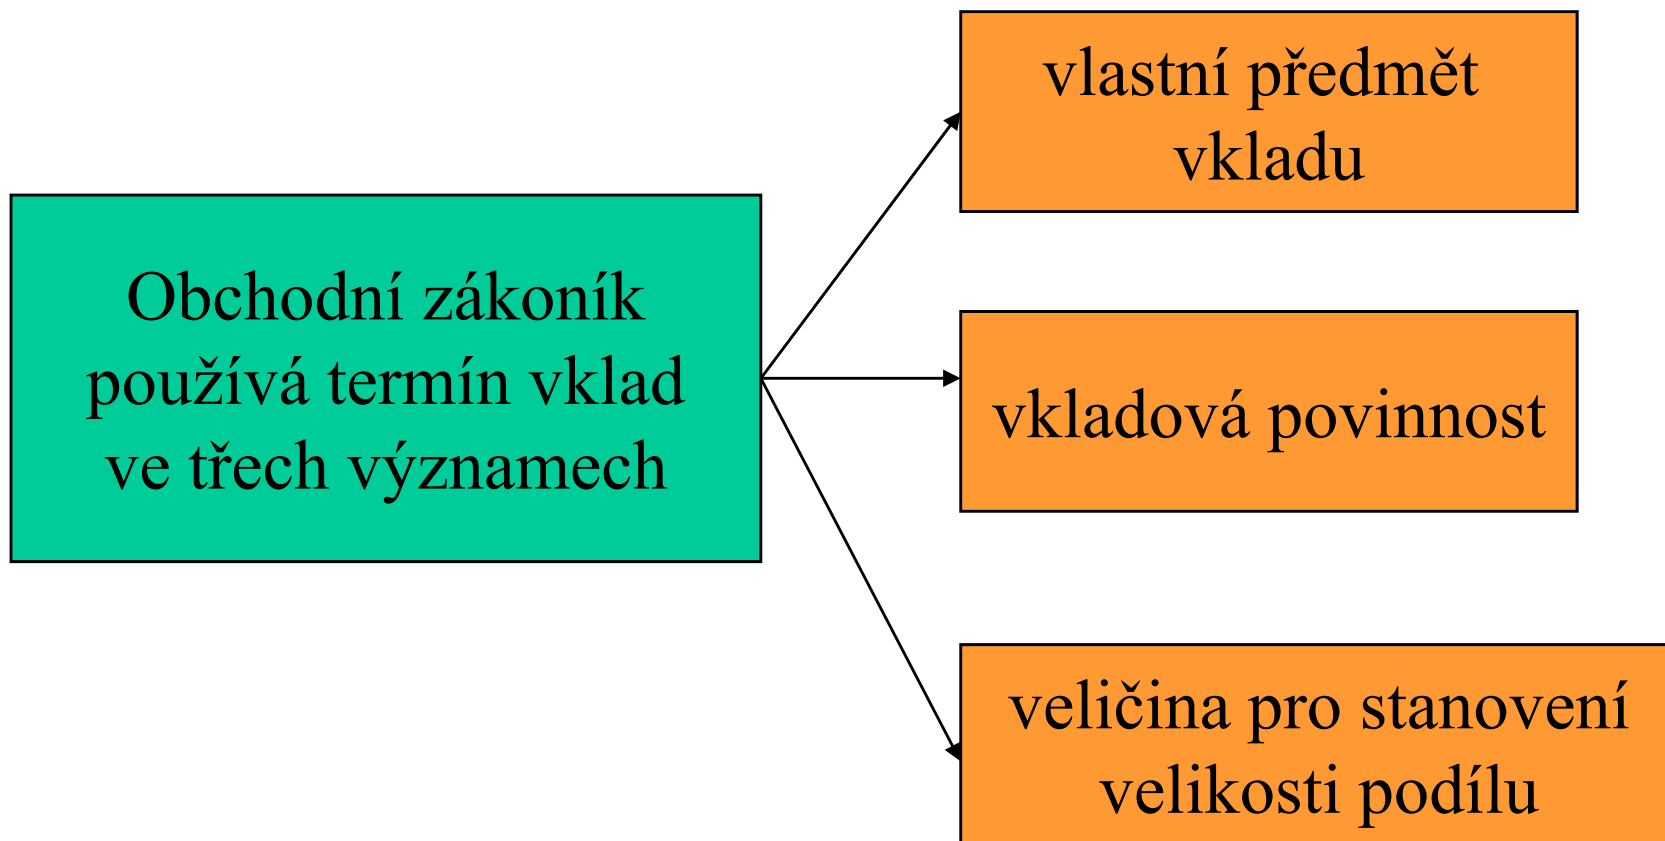 Obchodní zákoník
používá termín vklad
ve třech významech
vlastní předmět
vkladu
vkladová povinnost
veličina pro stanovení
velikosti podílu